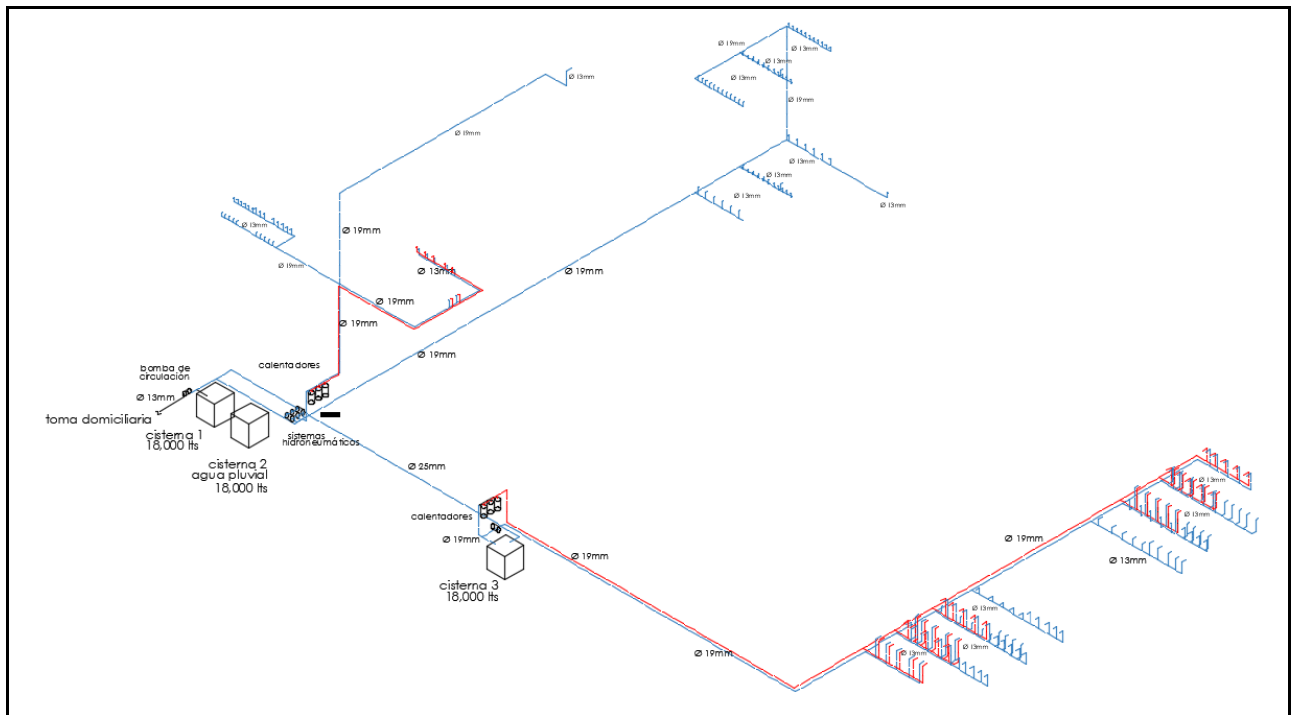 Ø 19mm
Ø 13mm
Ø 13mm
Ø 13mm
Ø 13mm
Ø 19mm
Ø 19mm
Ø 13mm
Ø 13mm
Ø 13mm
Ø 13mm
Ø 13mm
Ø 19mm
Ø 19mm
Ø 13mm
Ø 19mm
Ø 19mm
Ø 19mm
Ø 19mm
bomba de
circulación
calentadores
Ø 13mm
toma domiciliaria
cisterna 1
18,000 lts
sistemas
hidroneumáticos
cisterna 2
agua pluvial
18,000 lts
Ø 25mm
calentadores
Ø 19mm
Ø 19mm
cisterna 3
18,000 lts
Ø 13mm
Ø 13mm
Ø 19mm
Ø 13mm
Ø 13mm
Ø 13mm
Ø 13mm
Ø 19mm